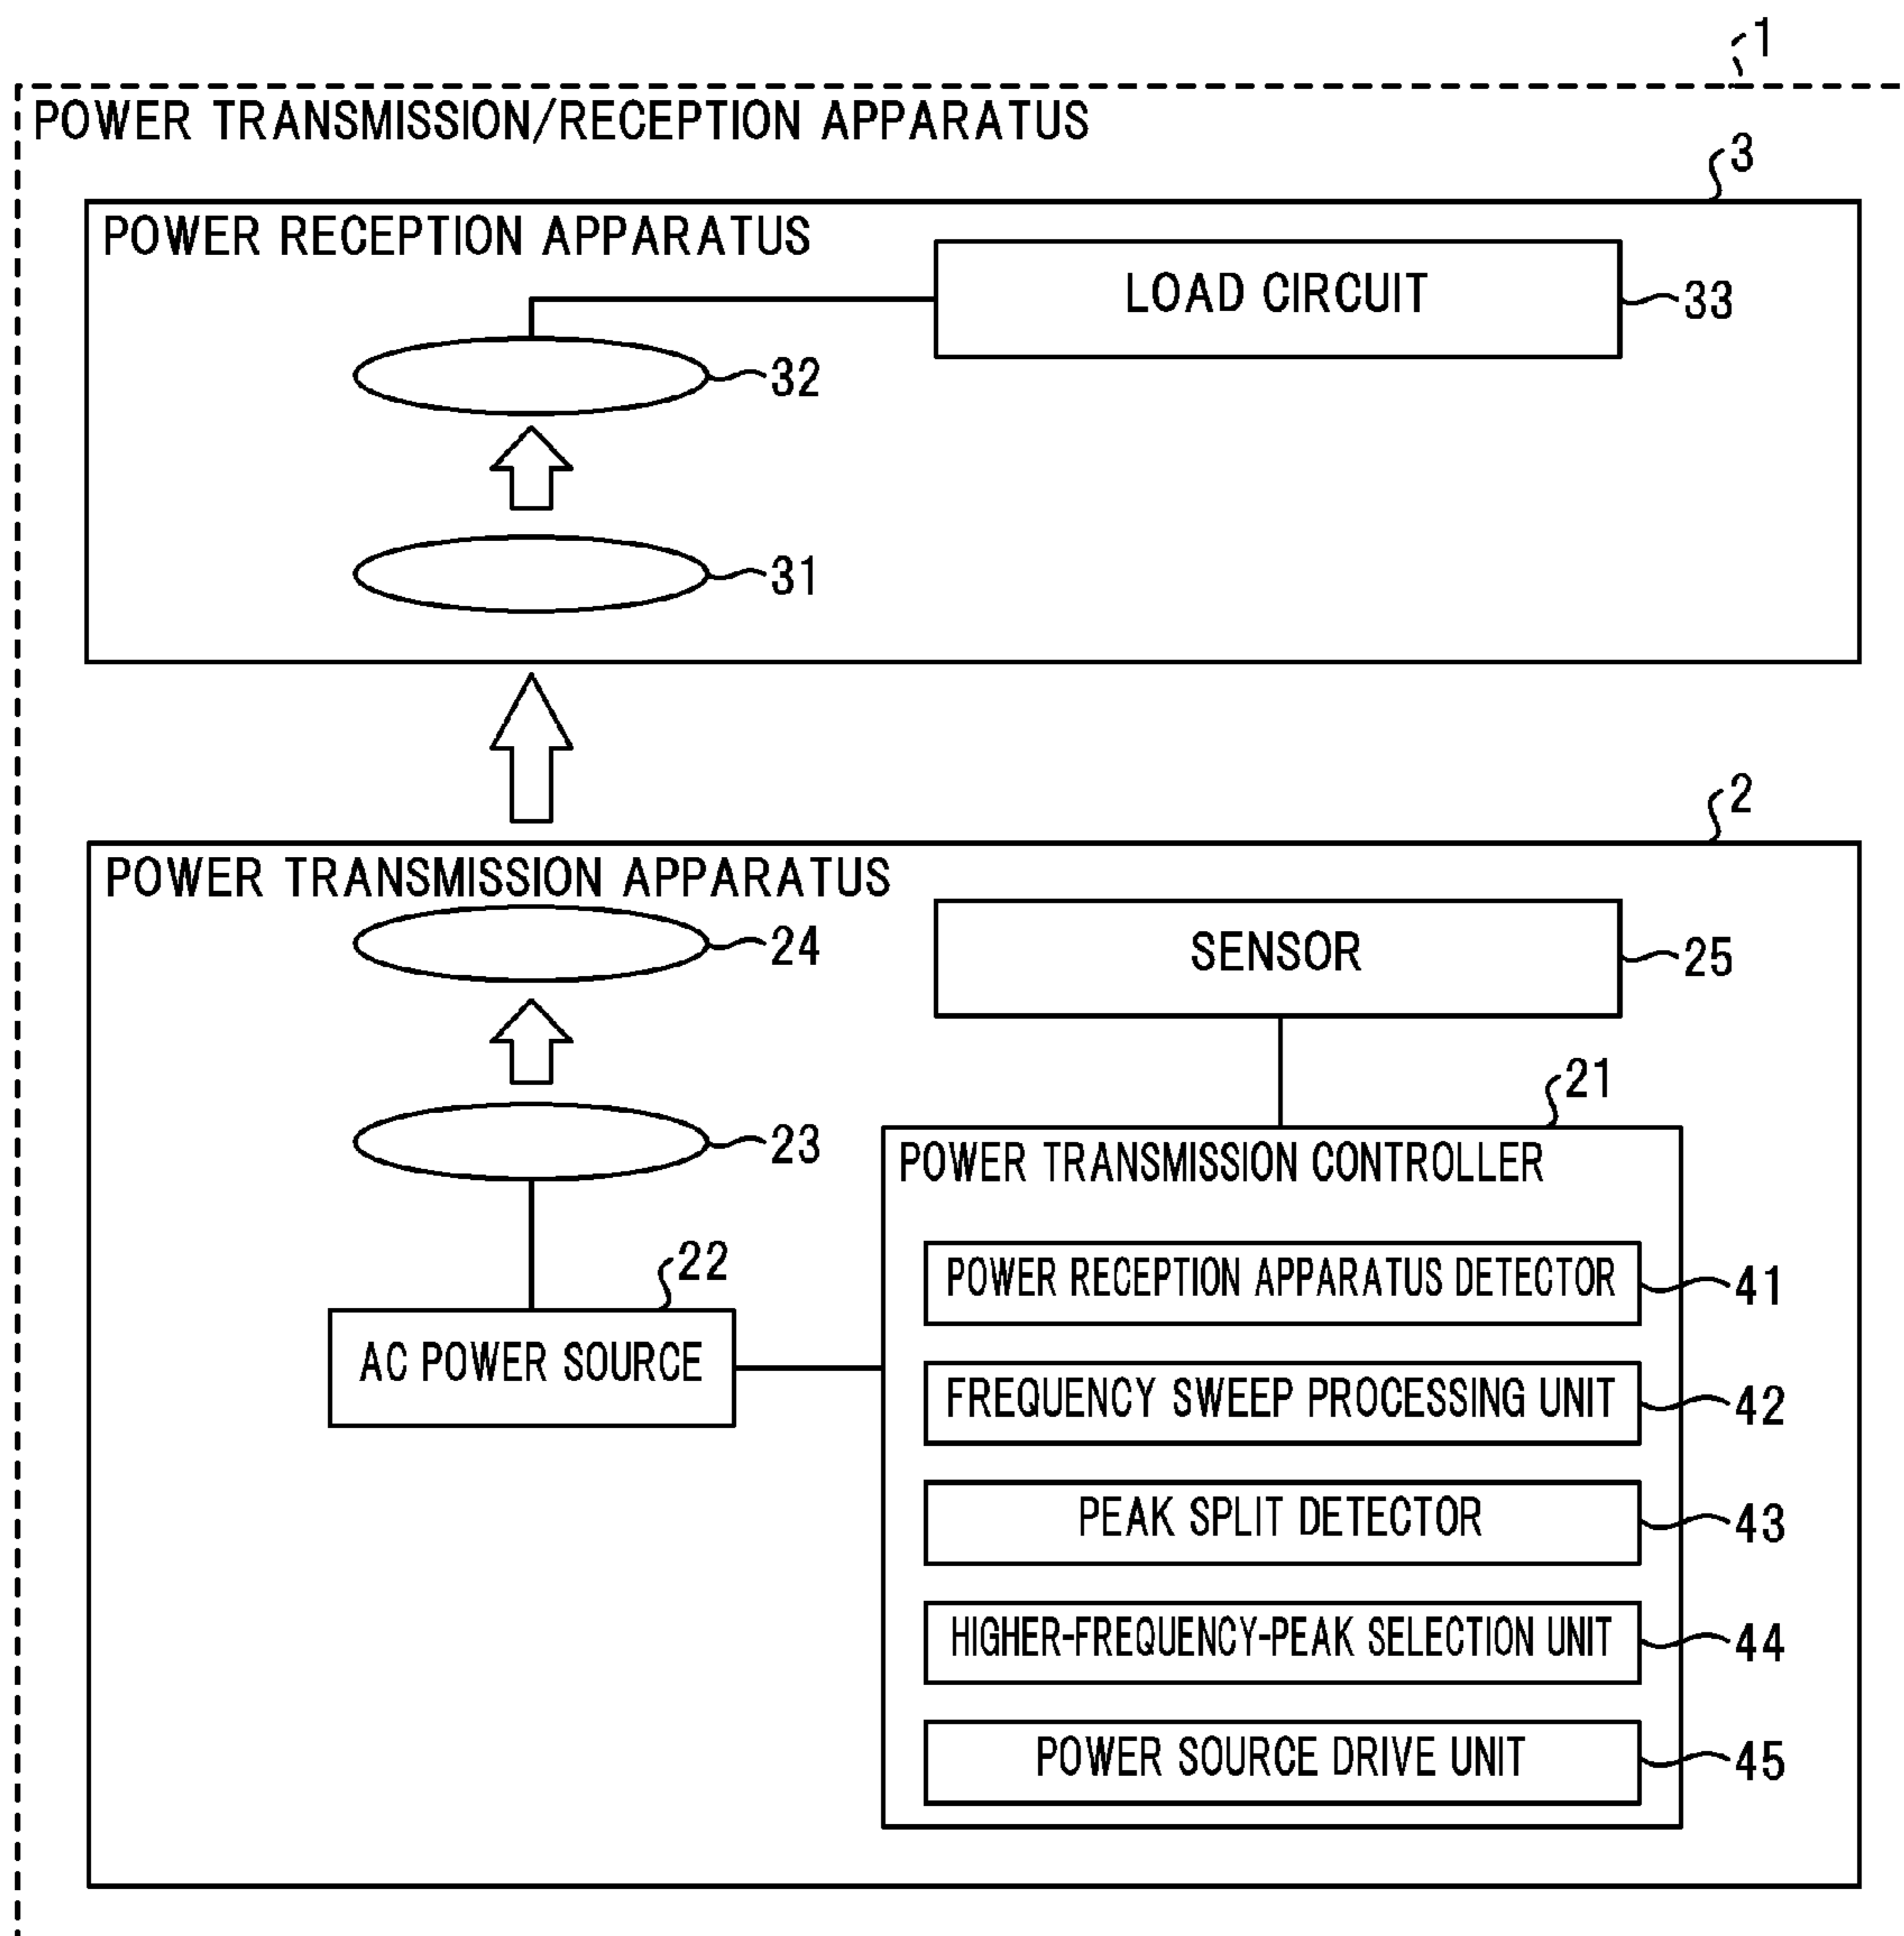 1
POWER TRANSMISSION/RECEPTION APPARATUS
3
POWER RECEPTION APPARATUS
LOAD CIRCUIT
33
32
31
2
POWER TRANSMISSION APPARATUS
24
SENSOR
25
23
21
POWER TRANSMISSION CONTROLLER
22
AC POWER SOURCE
POWER RECEPTION APPARATUS DETECTOR
41
FREQUENCY SWEEP PROCESSING UNIT
42
PEAK SPLIT DETECTOR
43
HIGHER-FREQUENCY-PEAK SELECTION UNIT
44
POWER SOURCE DRIVE UNIT
45